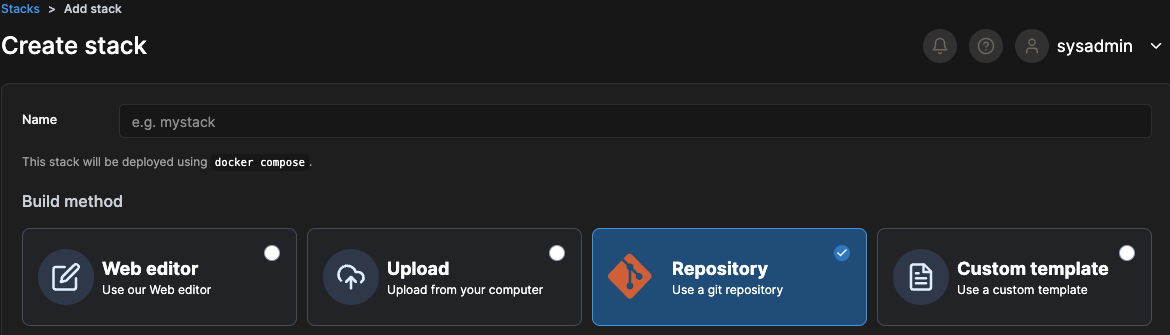 Stacks > Add stack
Create stack
sysadmin
Name
e.g. mystack
This stack will be deployed using docker compose.
Build method
Web editor
Use our Web editor
Upload
Upload from your computer
Repository
Use a git repository
Custom template
Use a custom template